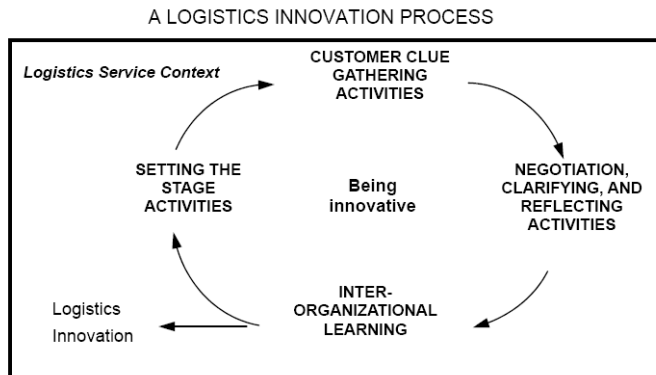 A LOGISTICS INNOVATION PROCESS
Logistics Service Context
CUSTOMER CLUE
GATHERING
ACTIVITIES
SETTING THE
STAGE
ACTIVITIES
Being
innovative
NEGOTIATION,
CLARIFYING, AND
REFLECTING
ACTIVITIES
INTER-
ORGANIZATIONAL
LEARNING
Logistics
Innovation